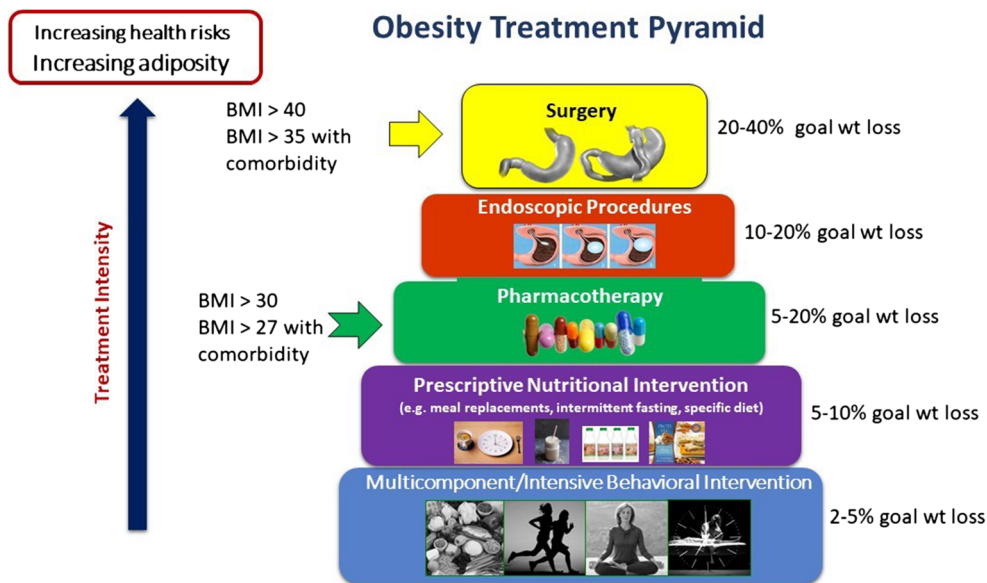 Increasing health risks
Increasing adiposity
Obesity Treatment Pyramid
Treatment Intensity
BMI > 40
BMI > 35 with
comorbidity
Surgery
20-40% goal wt loss
Endoscopic Procedures
10-20% goal wt loss
BMI > 30
BMI > 27 with
comorbidity
Pharmacotherapy
5-20% goal wt loss
Prescriptive Nutritional Intervention
(e.g. meal replacements, intermittent fasting, specific diet)
5-10% goal wt loss
Multicomponent/Intensive Behavioral Intervention
2-5% goal wt loss